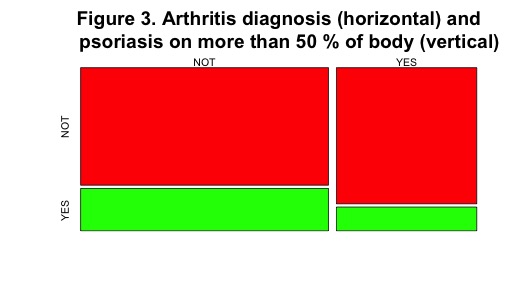 Figure 3. Arthritis diagnosis (horizontal) and
psoriasis on more than 50 % of body (vertical)
NOT YES
NOT
YES